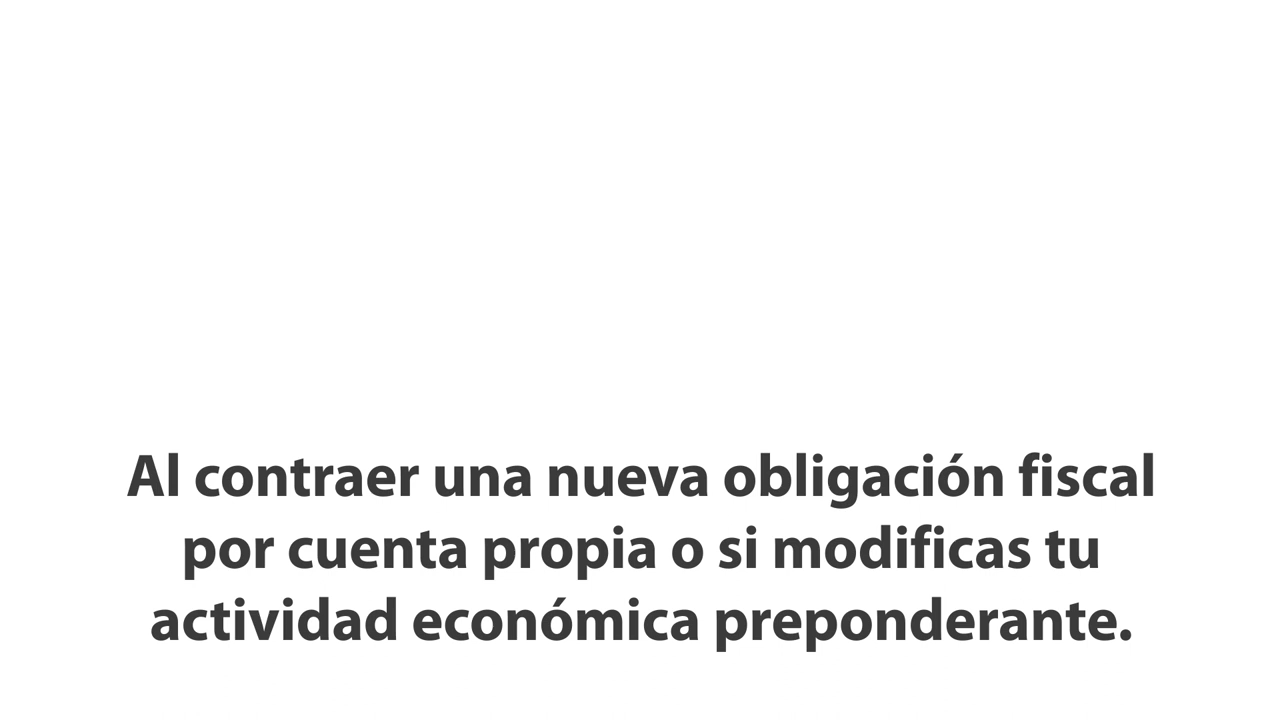 Al contraer una nueva obligación fiscal
por cuenta propia o si modificas tu
actividad económica preponderante.